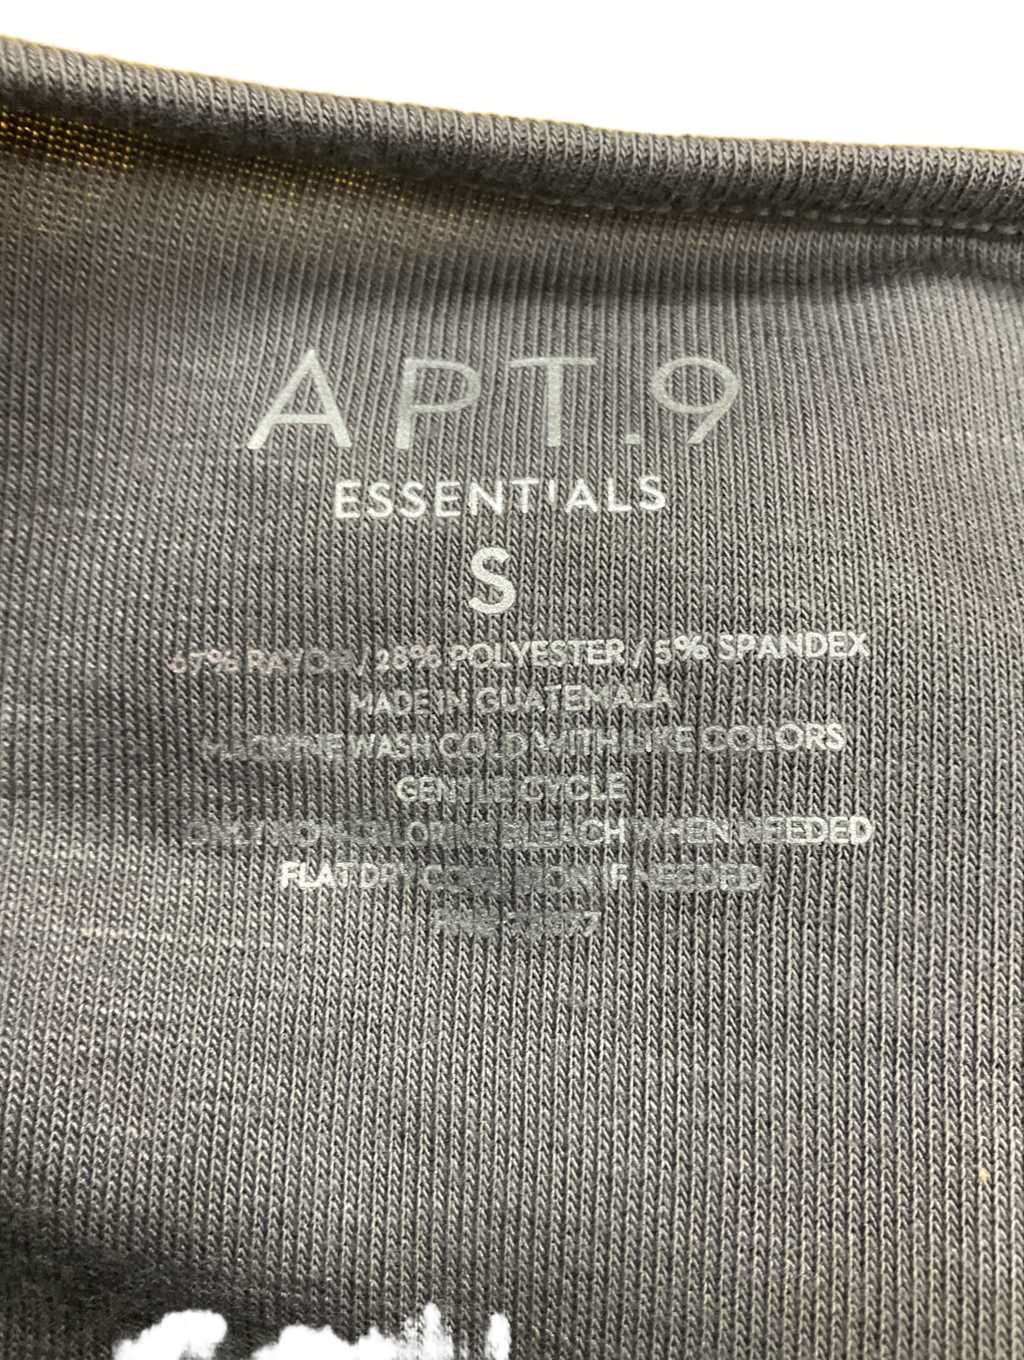 APT.9
ESSENTIALS
S
67% RAYON / 28% POLYESTER / 5% SPANDEX
MADE IN GUATEMALA
MACHINE WASH COLD WITH LIKE COLORS
GENTLE CYCLE
ONLY NON-CHLORINE BLEACH WHEN NEEDED
FLAT DRY COOL IRON IF NEEDED